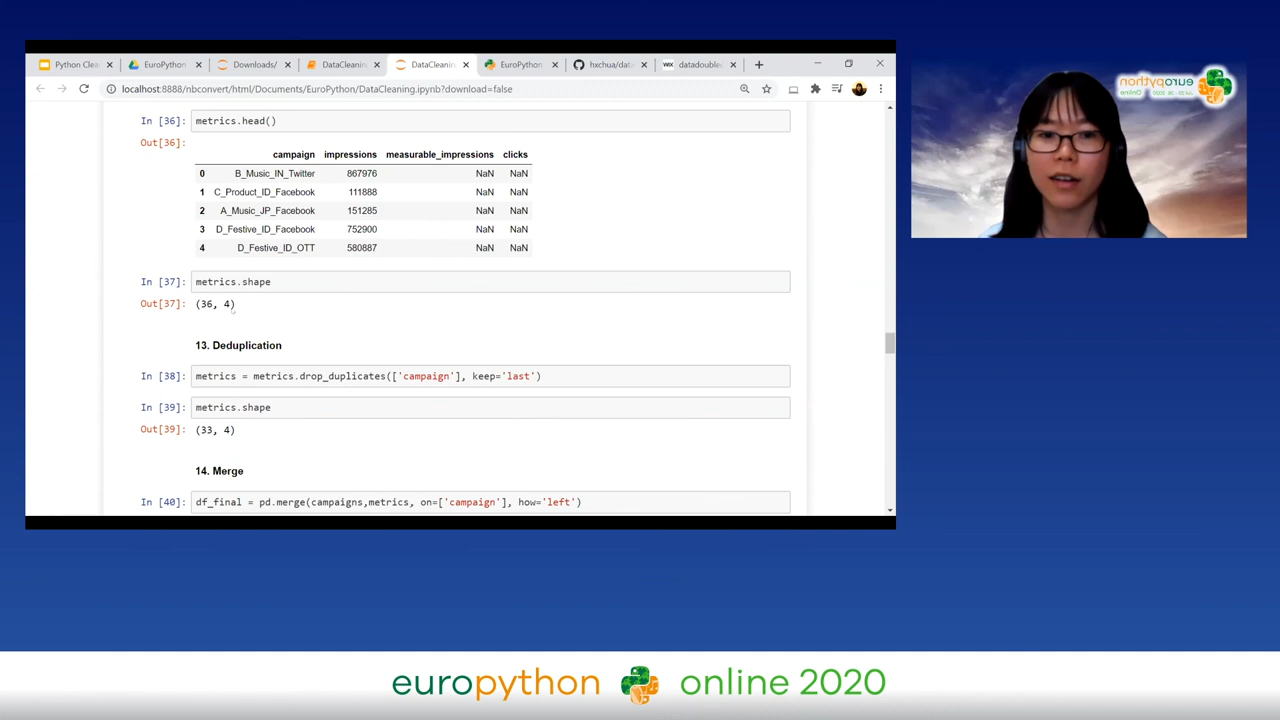 Python Clea
EuroPython
Downloads/
DataCleaning
DataCleanin
EuroPython
hxchua/data
WiX datadouble
localhost:8888/nbconvert/html/Documents/EuroPython/DataCleaning.ipynb?download=false
In [36]: metrics.head()
Out[36]:
campaign impressions measurable_impressions clicks
0 B_Music_IN_Twitter 867976 NaN NaN
1 C_Product_ID_Facebook 111888 NaN NaN
2 A_Music_JP_Facebook 151285 NaN NaN
3 D_Festive_ID_Facebook 752900 NaN NaN
4 D_Festive_ID_OTT 580887 NaN NaN
In [37]: metrics.shape
Out[37]: (36, 4)
13. Deduplication
In [38]: metrics = metrics.drop_duplicates(['campaign'], keep='last')
In [39]: metrics.shape
Out[39]: (33, 4)
14. Merge
In [40]: df_final = pd.merge(campaigns,metrics, on=['campaign'], how='left')
europython online 2020